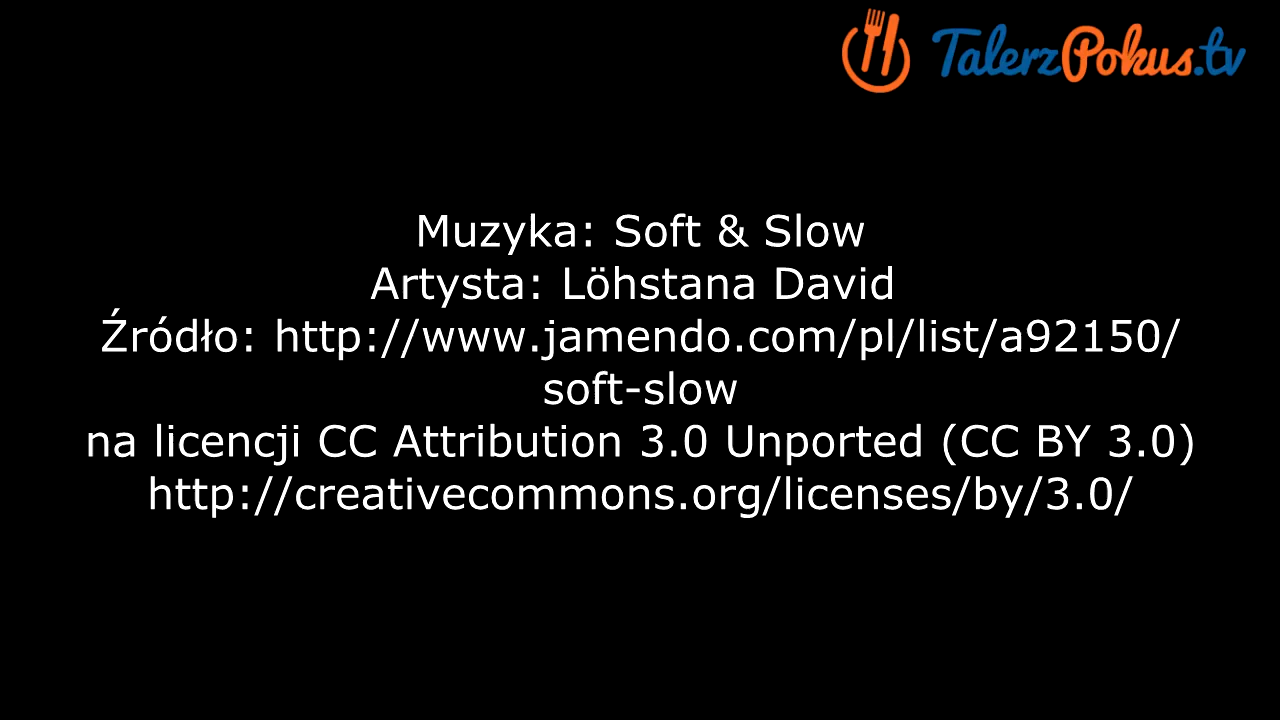 TalerzPokus.tv
Muzyka: Soft & Slow
Artysta: Löhstana David
Źródło: http://www.jamendo.com/pl/list/a92150/
soft-slow
na licencji CC Attribution 3.0 Unported (CC BY 3.0)
http://creativecommons.org/licenses/by/3.0/